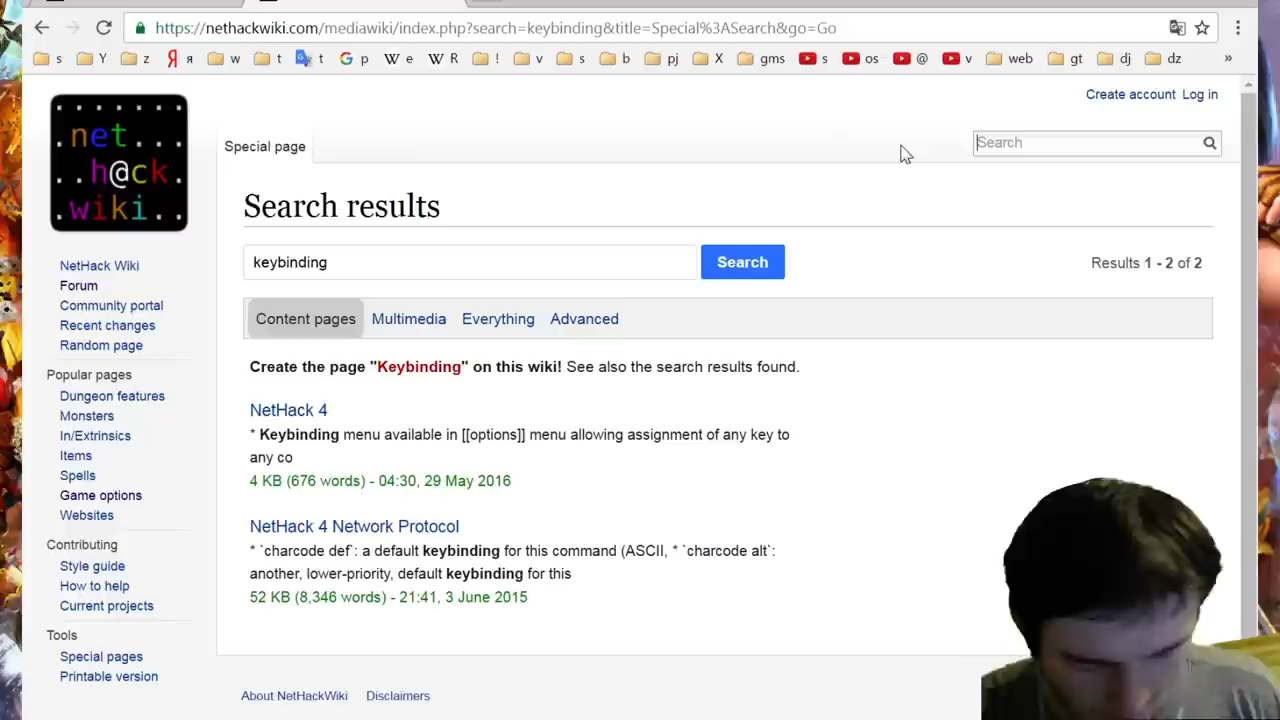 https://nethackwiki.com/mediawiki/index.php?search=keybinding&title=Special%3ASearch&go=Go
s Y z я w t t p e R ! v s b pj X gms s os @ v web gt dj dz »
Create account Log in
net
h@ck
wiki
Special page
Search
Search results
keybinding
Search
Results 1 - 2 of 2
Content pages Multimedia Everything Advanced
Create the page "Keybinding" on this wiki! See also the search results found.
NetHack 4
* Keybinding menu available in [[options]] menu allowing assignment of any key to
any co
4 KB (676 words) - 04:30, 29 May 2016
NetHack 4 Network Protocol
* `charcode def`: a default keybinding for this command (ASCII, * `charcode alt`:
another, lower-priority, default keybinding for this
52 KB (8,346 words) - 21:41, 3 June 2015
NetHack Wiki
Forum
Community portal
Recent changes
Random page
Popular pages
Dungeon features
Monsters
In/Extrinsics
Items
Spells
Game options
Websites
Contributing
Style guide
How to help
Current projects
Tools
Special pages
Printable version
About NetHackWiki Disclaimers